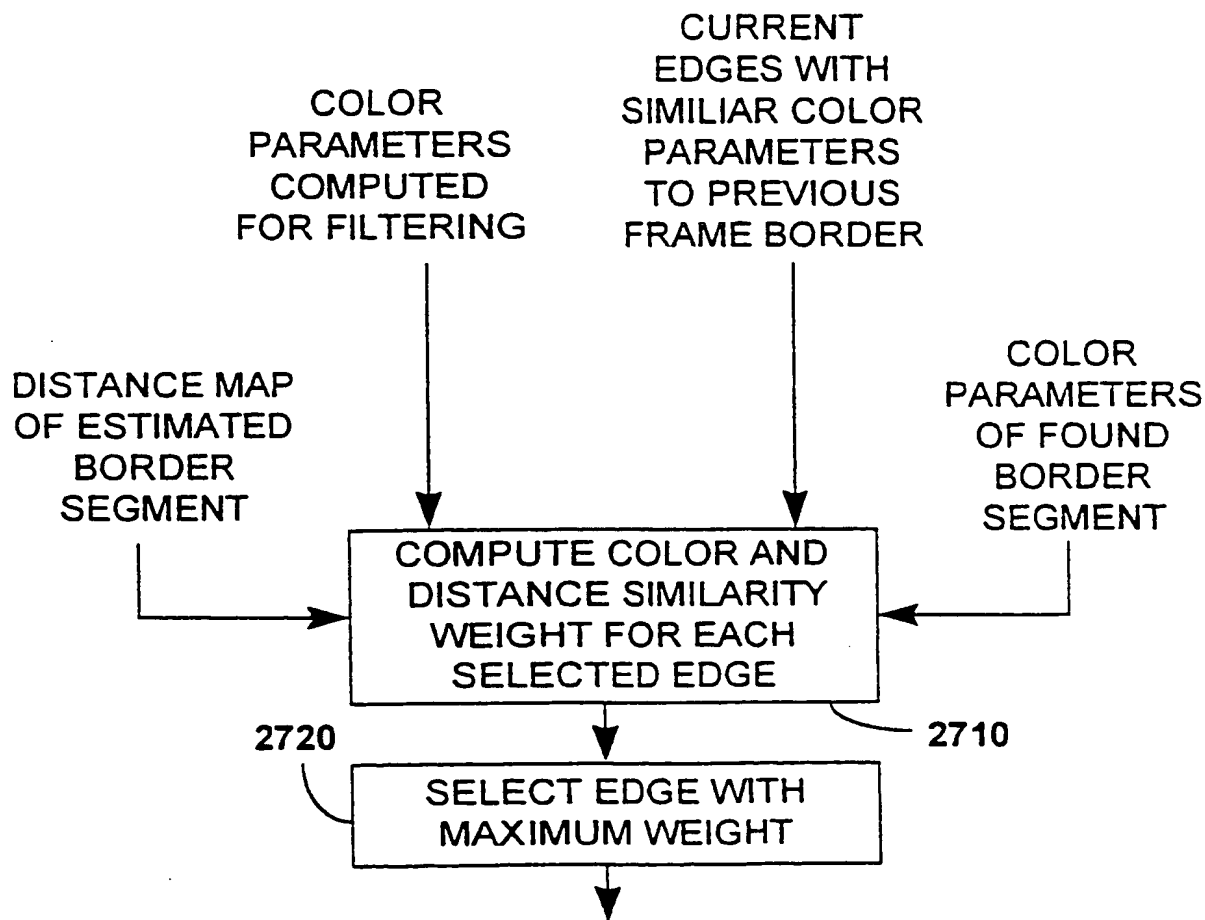 CURRENT
EDGES WITH
SIMILIAR COLOR
PARAMETERS
TO PREVIOUS
FRAME BORDER
COLOR
PARAMETERS
COMPUTED
FOR FILTERING
DISTANCE MAP
OF ESTIMATED
BORDER
SEGMENT
COLOR
PARAMETERS
OF FOUND
BORDER
SEGMENT
COMPUTE COLOR AND
DISTANCE SIMILARITY
WEIGHT FOR EACH
SELECTED EDGE
2710
2720
SELECT EDGE WITH
MAXIMUM WEIGHT